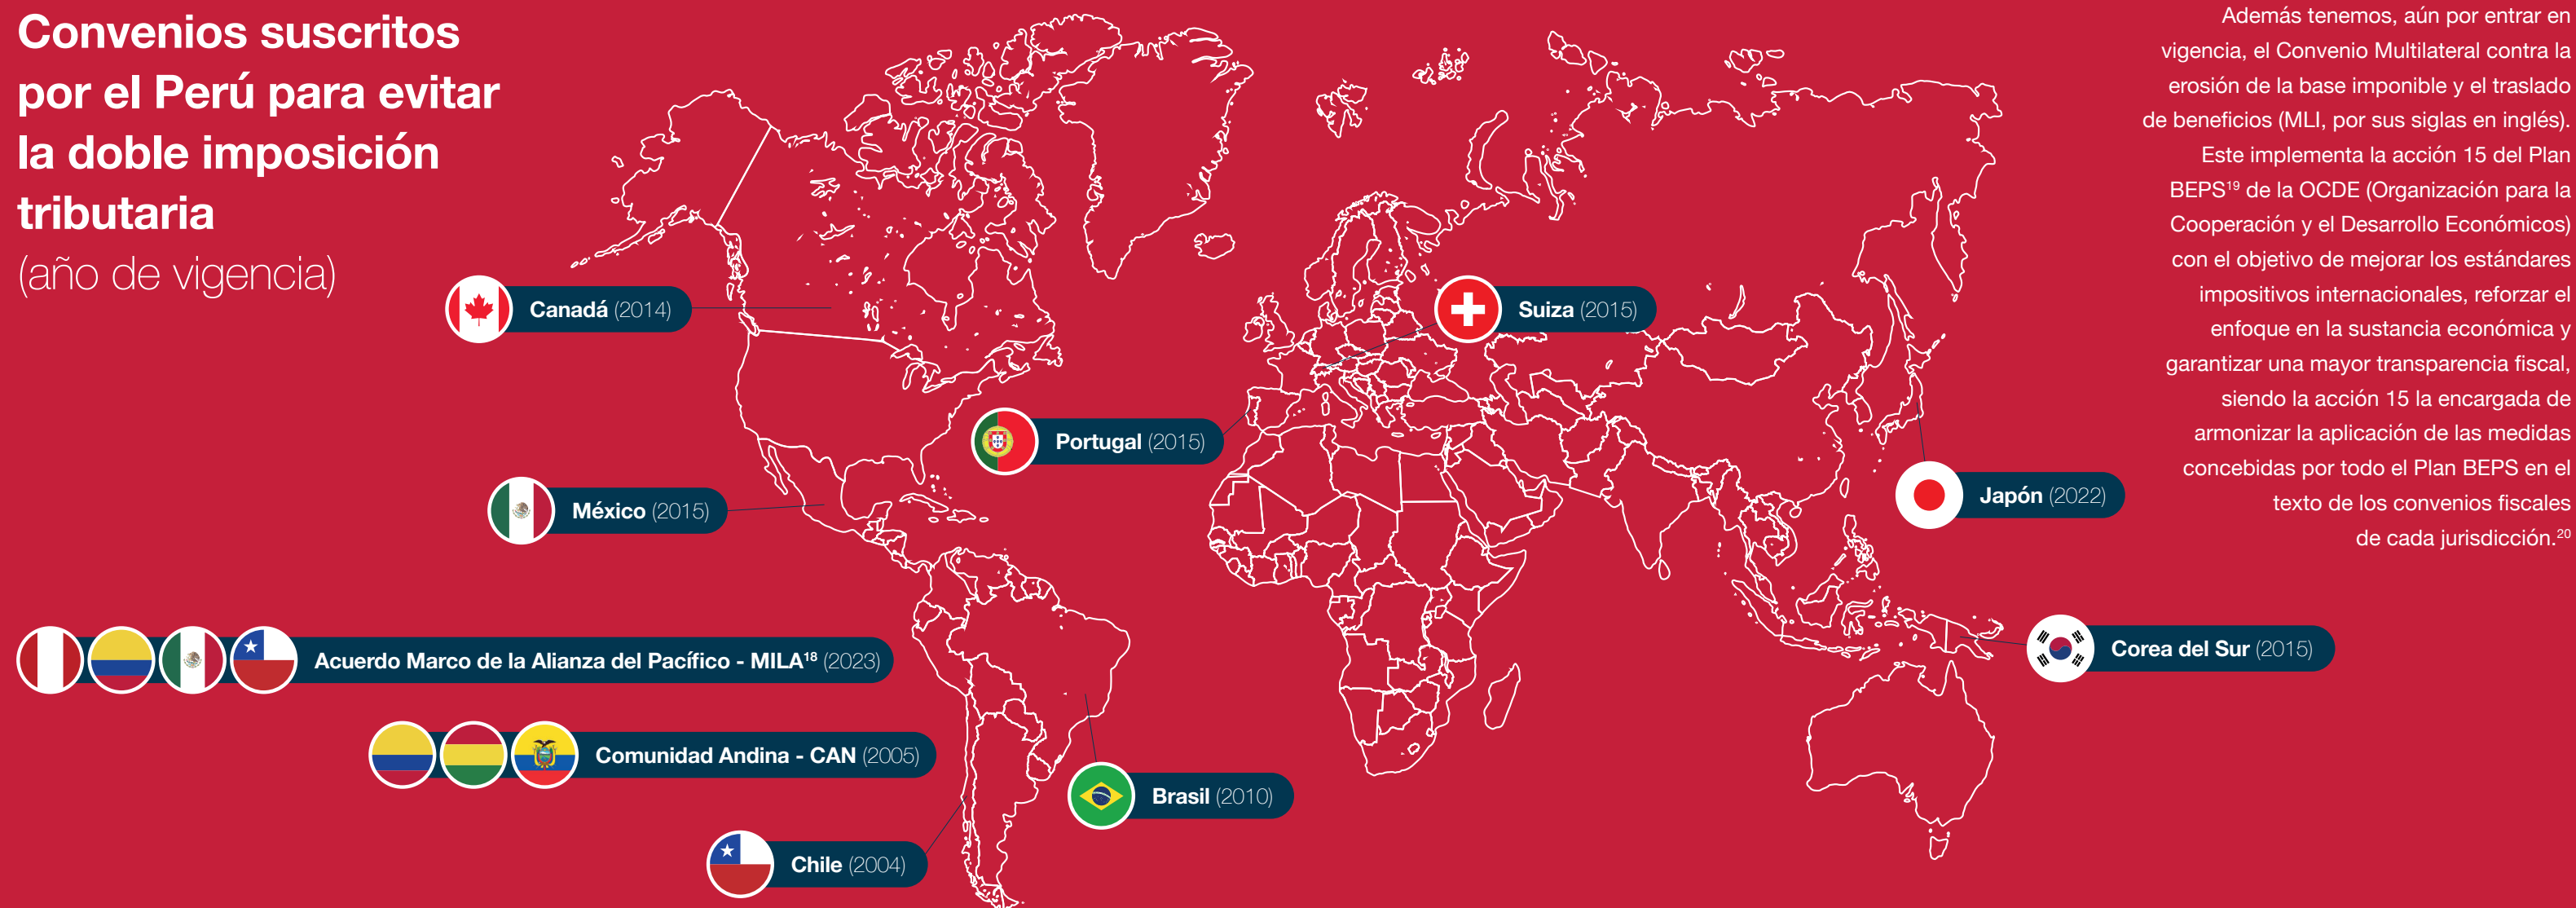 Convenios suscritos
por el Perú para evitar
la doble imposición
tributaria
(año de vigencia)
Canadá (2014)
Suiza (2015)
Portugal (2015)
México (2015)
Japón (2022)
Acuerdo Marco de la Alianza del Pacífico - MILA¹⁸ (2023)
Corea del Sur (2015)
Comunidad Andina - CAN (2005)
Brasil (2010)
Chile (2004)
Además tenemos, aún por entrar en
vigencia, el Convenio Multilateral contra la
erosión de la base imponible y el traslado
de beneficios (MLI, por sus siglas en inglés).
Este implementa la acción 15 del Plan
BEPS¹⁹ de la OCDE (Organización para la
Cooperación y el Desarrollo Económicos)
con el objetivo de mejorar los estándares
impositivos internacionales, reforzar el
enfoque en la sustancia económica y
garantizar una mayor transparencia fiscal,
siendo la acción 15 la encargada de
armonizar la aplicación de las medidas
concebidas por todo el Plan BEPS en el
texto de los convenios fiscales
de cada jurisdicción.²⁰